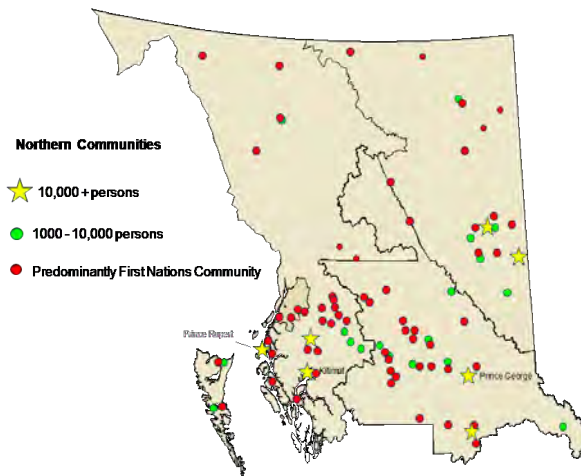 Northern Communities
10,000 + persons
1000 - 10,000 persons
Predominantly First Nations Community
Prince Rupert
Kitimat
Prince George